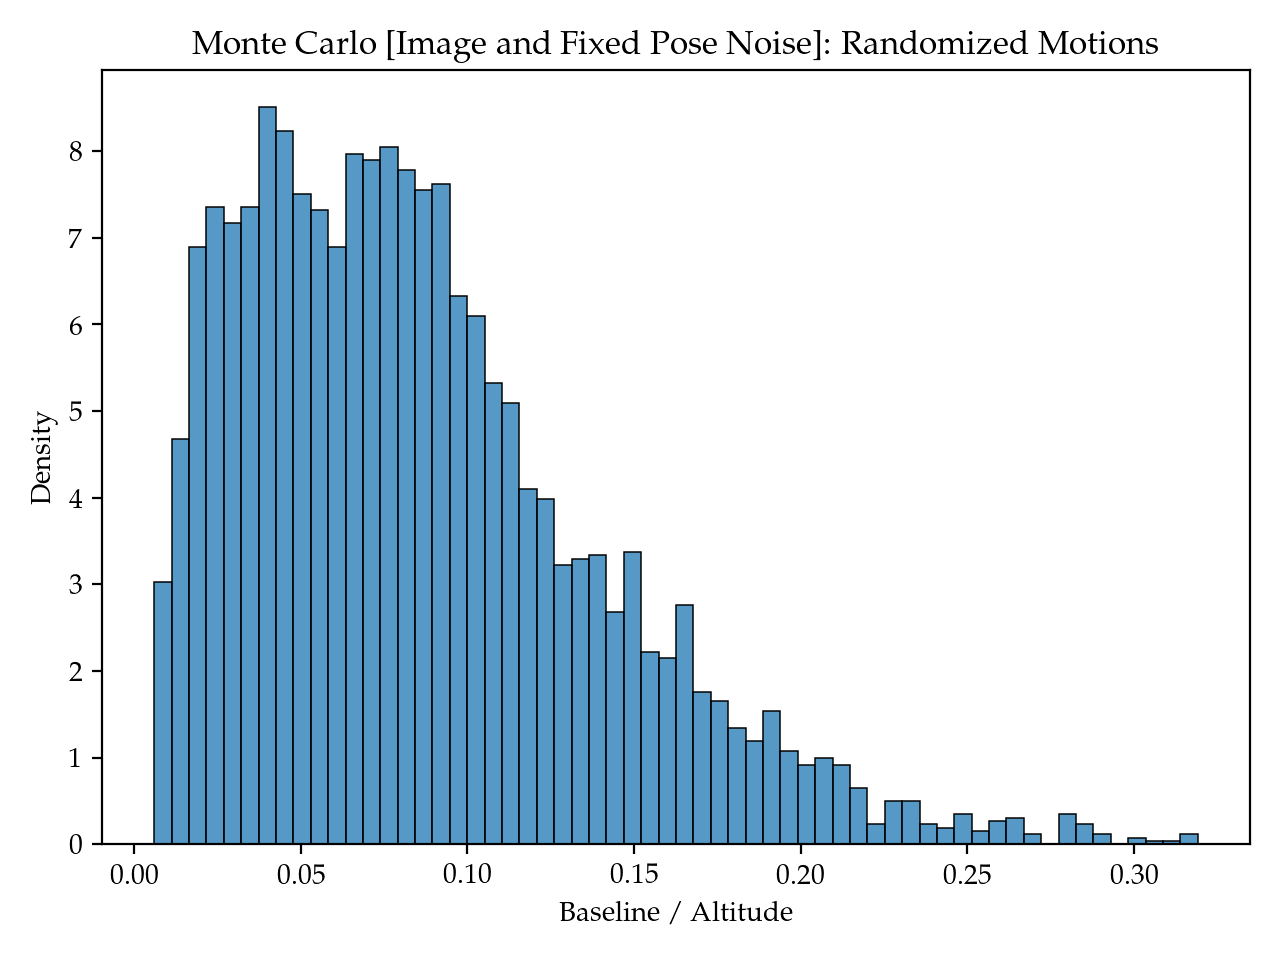 Monte Carlo [Image and Fixed Pose Noise]: Randomized Motions
8
7
6
5
4
3
2
1
0
Density
0.00 0.05 0.10 0.15 0.20 0.25 0.30
Baseline / Altitude